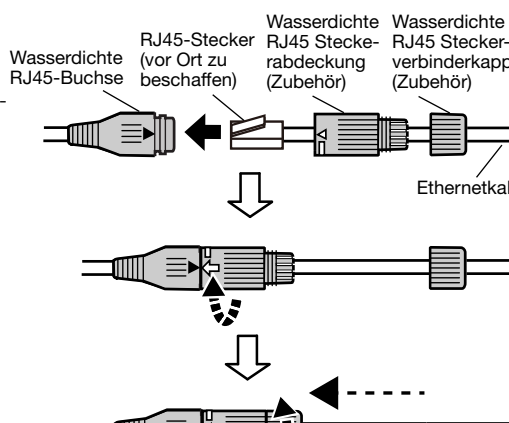 Wasserdichte
RJ45-Buchse
RJ45-Stecker
(vor Ort zu
beschaffen)
Wasserdichte
RJ45 Stecke-
rabdeckung
(Zubehör)
Wasserdichte
RJ45 Stecker-
verbinderkapp
(Zubehör)
Ethernetkal